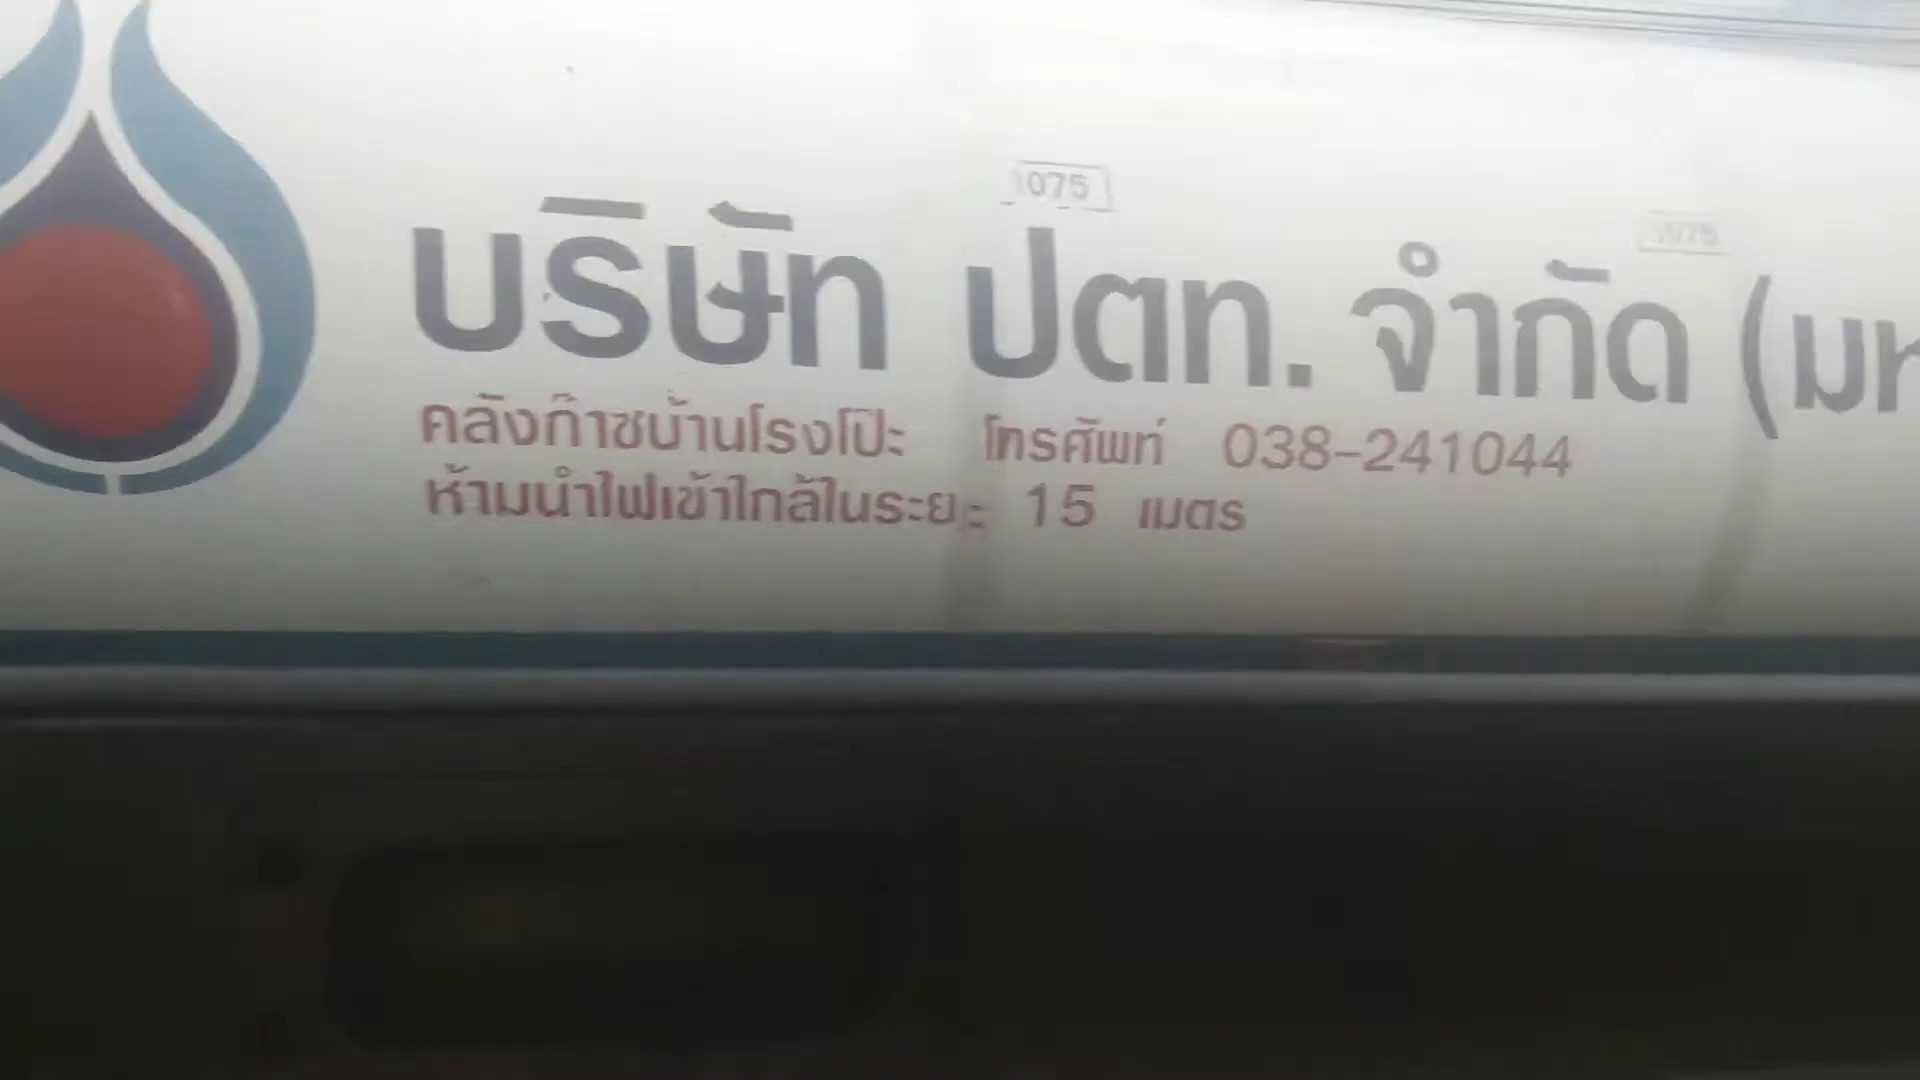 1075
1075
บริษัท ปตท. จำกัด (มห
คลังก๊าซบ้านโรงโป๊ะ โทรศัพท์ 038-241044
ห้ามนำไฟเข้าใกล้ในระยะ 15 เมตร